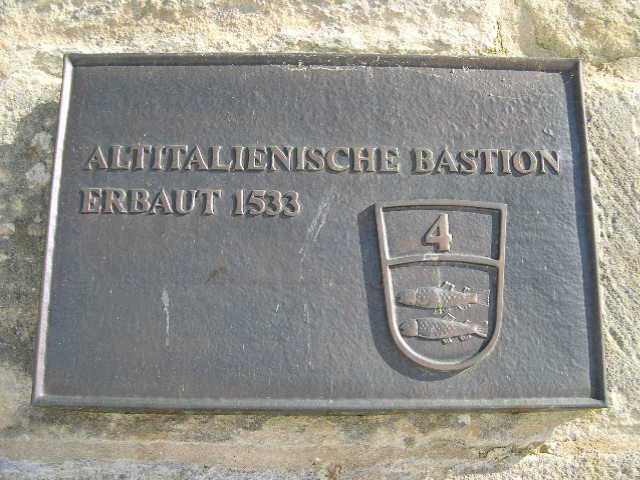 ALTITALIENISCHE BASTION
ERBAUT 1533
4